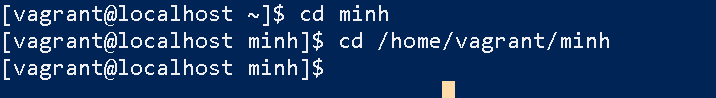 [vagrant@localhost ~]$ cd minh
[vagrant@localhost minh]$ cd /home/vagrant/minh
[vagrant@localhost minh]$